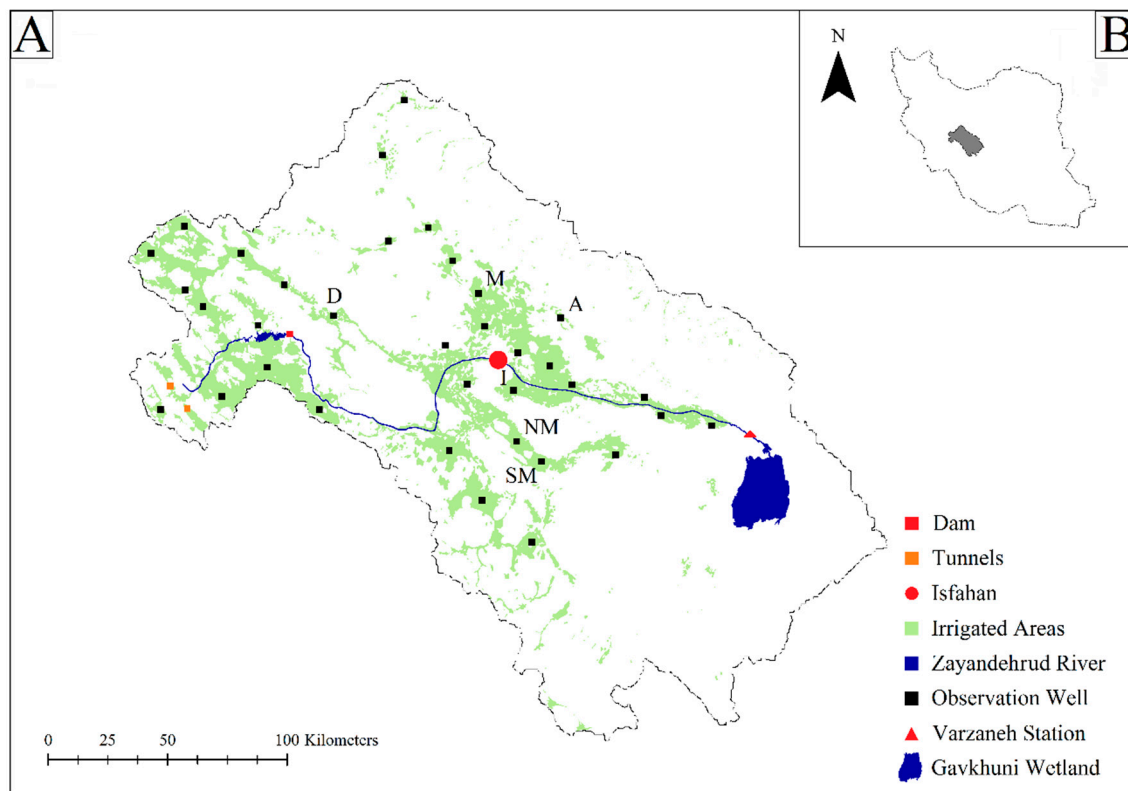 A
B
N
M
D
A
I
NM
SM
Dam
Tunnels
Isfahan
Irrigated Areas
Zayandehrud River
Observation Well
Varzaneh Station
Gavkhuni Wetland
0 25 50 100 Kilometers